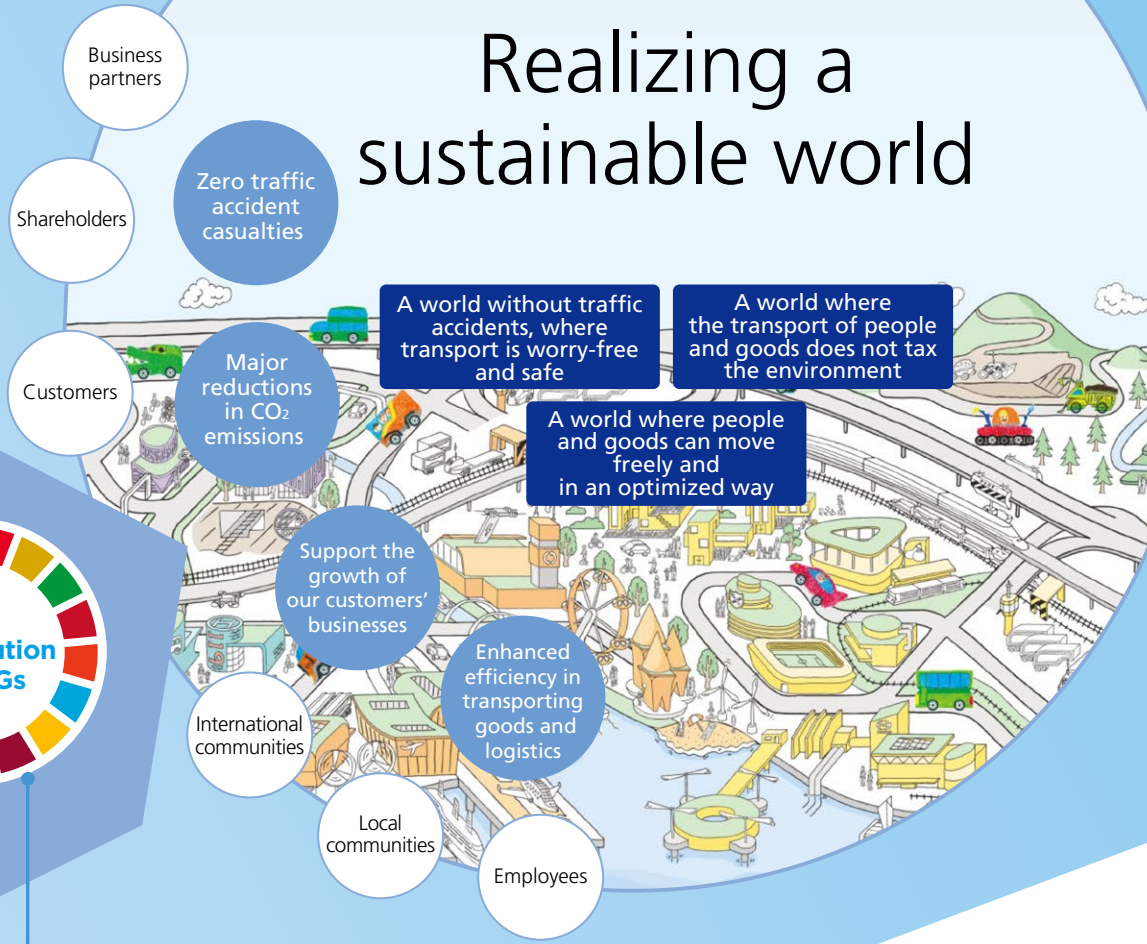 Realizing a
sustainable world
Business
partners
Zero traffic
accident
casualties
Shareholders
A world without traffic
accidents, where
transport is worry-free
and safe
A world where
the transport of people
and goods does not tax
the environment
Major
reductions
in CO₂
emissions
Customers
A world where people
and goods can move
freely and
in an optimized way
Support the
growth of
our customers’
businesses
Enhanced
efficiency in
transporting
goods and
logistics
International
communities
Local
communities
Employees